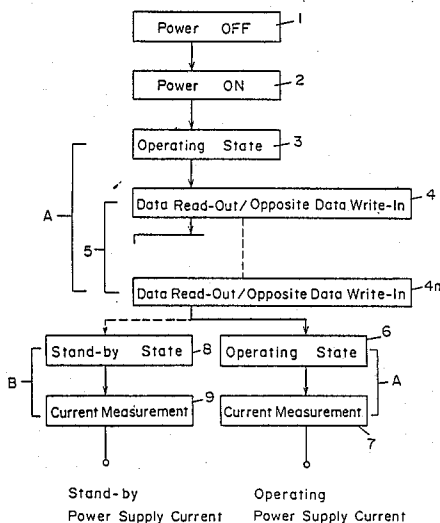 Power OFF 1
Power ON 2
Operating State 3
A
Data Read-Out/Opposite Data Write-In 4
5
Data Read-Out/Opposite Data Write-In 4n
Stand-by State 8
Operating State 6
B
A
Current Measurement 9
Current Measurement 7
Stand-by Operating
Power Supply Current Power Supply Current